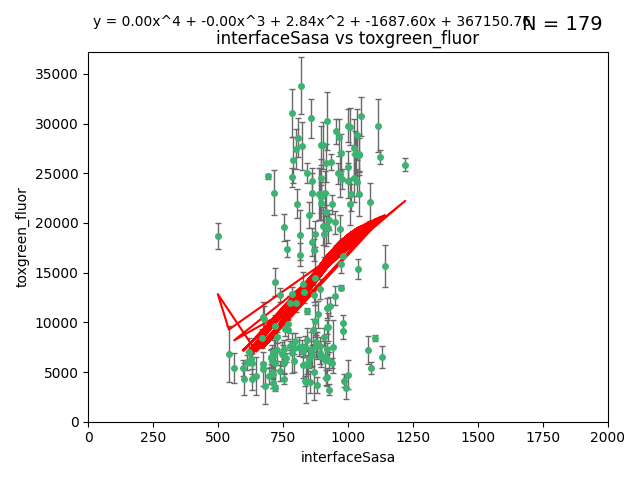 y = 0.00x^4 + -0.00x^3 + 2.84x^2 + -1687.60x + 367150.76
N = 179
interfaceSasa vs toxgreen_fluor
35000
30000
25000
20000
15000
10000
5000
0
toxgreen_fluor
0 250 500 750 1000 1250 1500 1750 2000
interfaceSasa